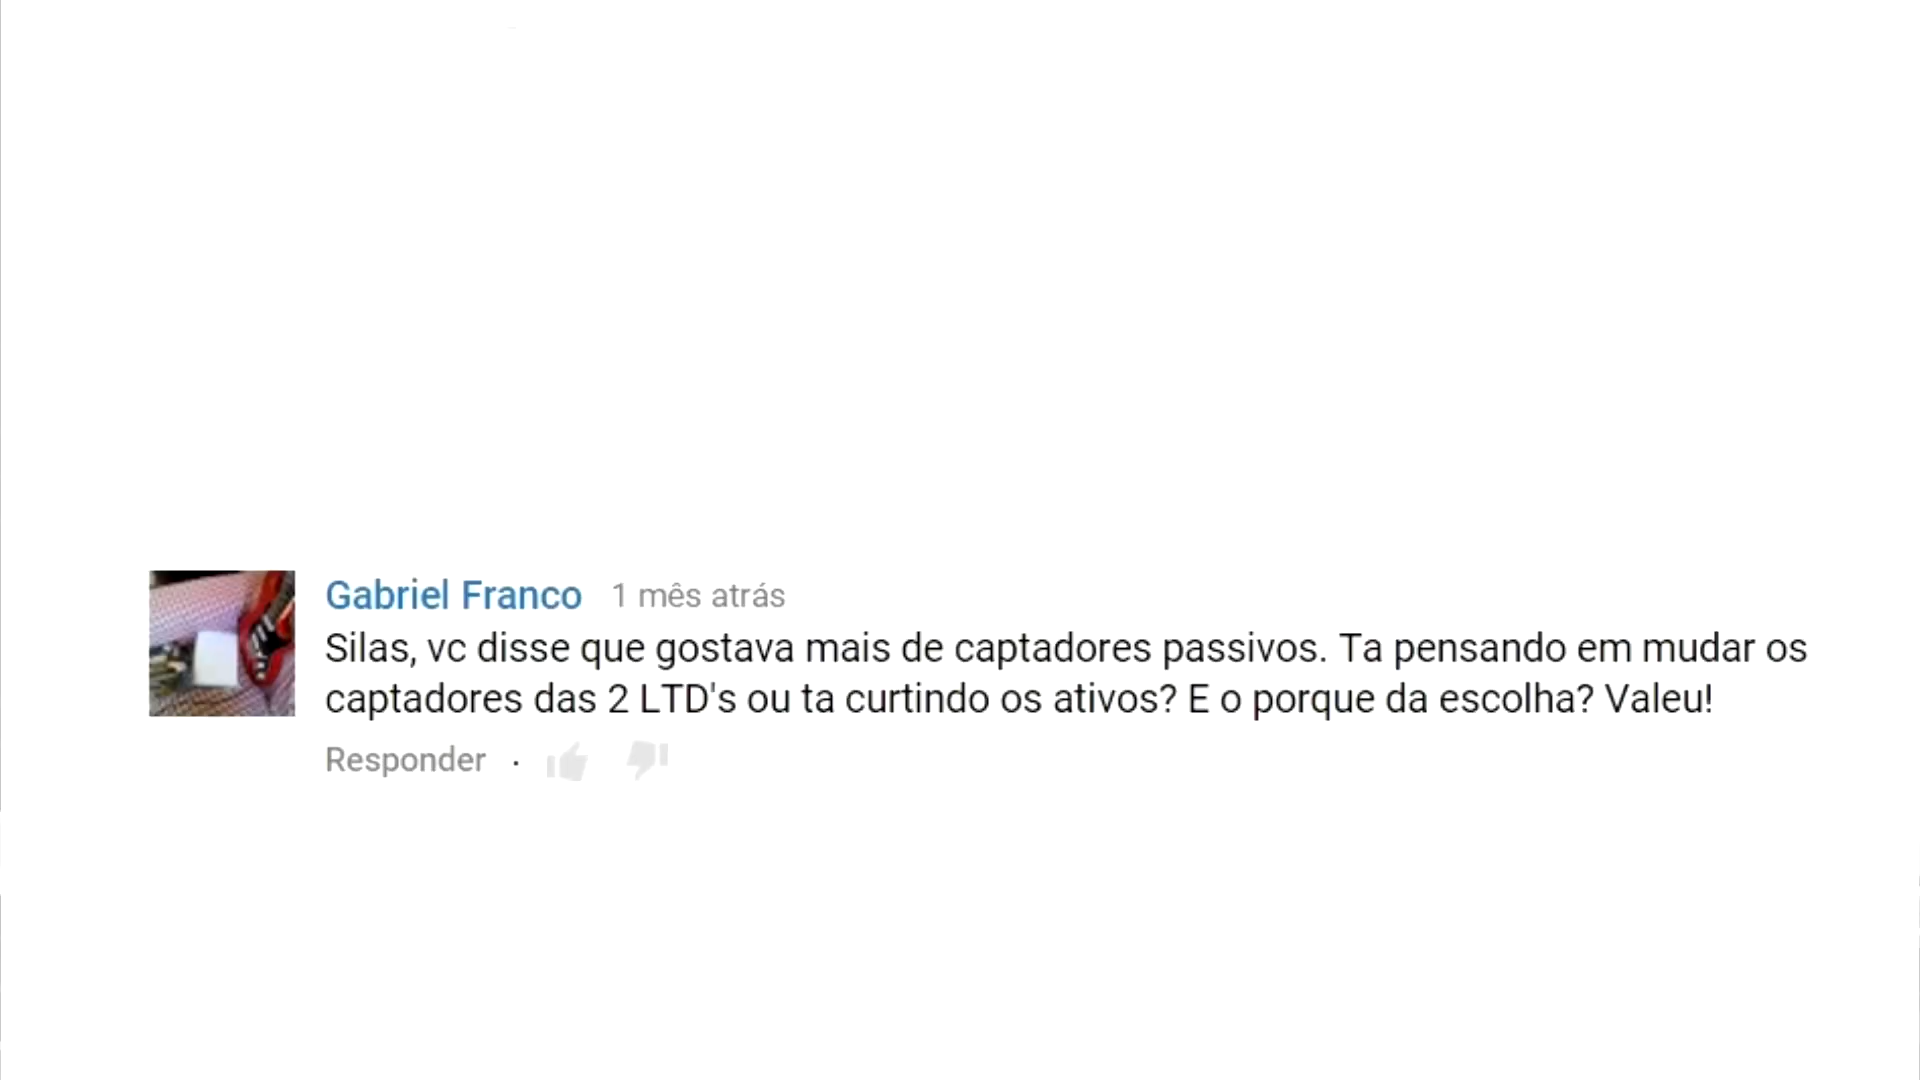 Gabriel Franco 1 mês atrás
Silas, vc disse que gostava mais de captadores passivos. Ta pensando em mudar os
captadores das 2 LTD's ou ta curtindo os ativos? E o porque da escolha? Valeu!
Responder ·